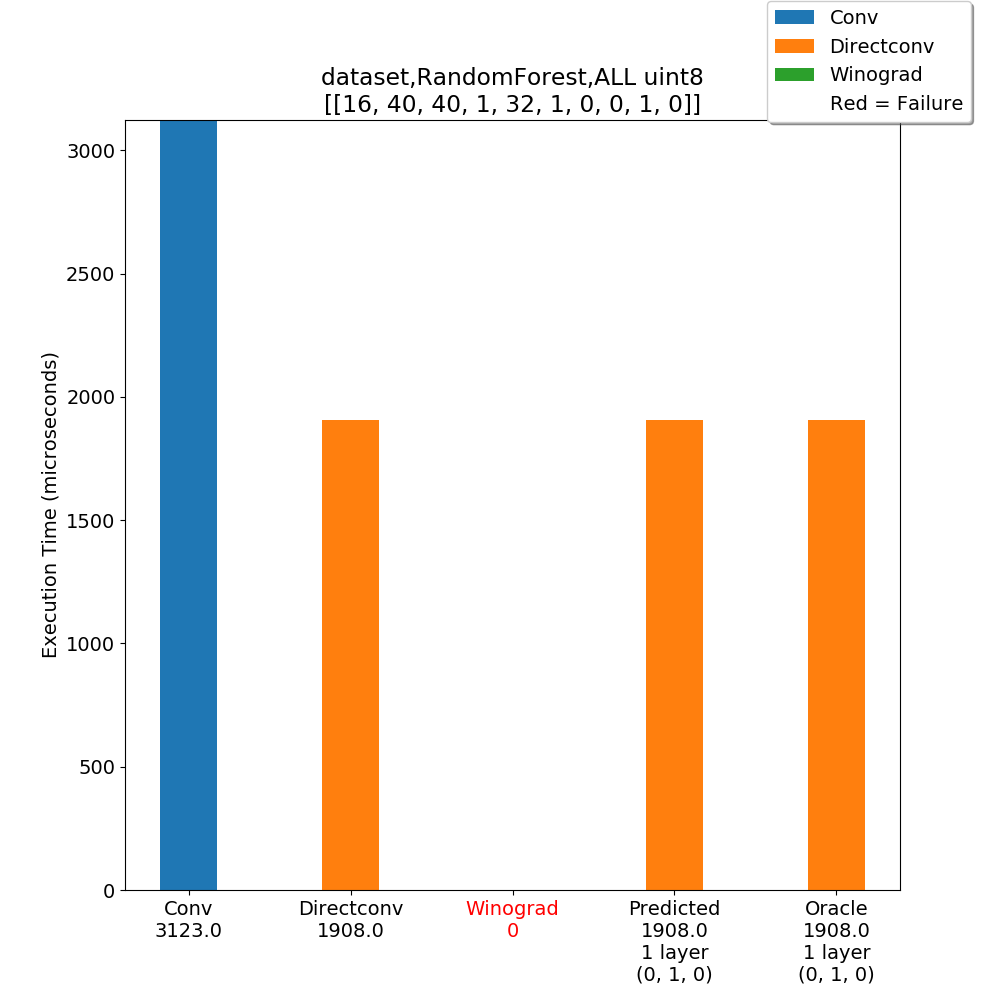 Conv
Directconv
Winograd
Red = Failure
dataset,RandomForest,ALL uint8
[[16, 40, 40, 1, 32, 1, 0, 0, 1, 0]]
Execution Time (microseconds)
3000
2500
2000
1500
1000
500
0
Conv
3123.0
Directconv
1908.0
Winograd
0
Predicted
1908.0
1 layer
(0, 1, 0)
Oracle
1908.0
1 layer
(0, 1, 0)